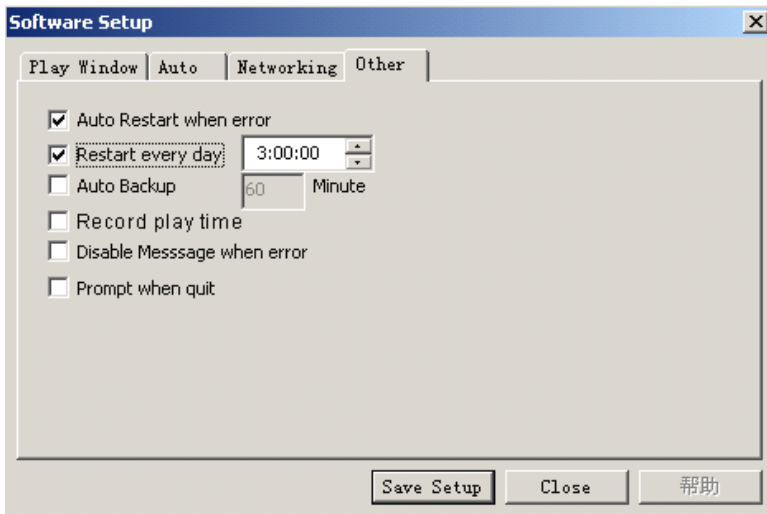 Software Setup
Play Window Auto Networking Other
Auto Restart when error
Restart every day 3:00:00
Auto Backup 60 Minute
Record play time
Disable Messsage when error
Prompt when quit
Save Setup Close 帮助